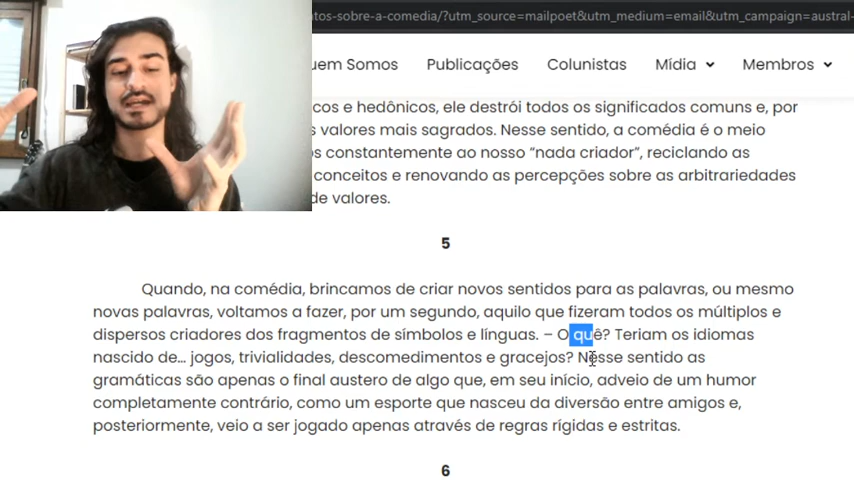 ntos-sobre-a-comedia/?utm_source=mailpoet&utm_medium=email&utm_campaign=austral-
uem Somos Publicações Colunistas Mídia Membros
cos e hedônicos, ele destrói todos os significados comuns e, por
s valores mais sagrados. Nesse sentido, a comédia é o meio
os constantemente ao nosso “nada criador”, reciclando as
conceitos e renovando as percepções sobre as arbitrariedades
de valores.
5
Quando, na comédia, brincamos de criar novos sentidos para as palavras, ou mesmo
novas palavras, voltamos a fazer, por um segundo, aquilo que fizeram todos os múltiplos e
dispersos criadores dos fragmentos de símbolos e línguas. – O quê? Teriam os idiomas
nascido de… jogos, trivialidades, descomedimentos e gracejos? Nesse sentido as
gramáticas são apenas o final austero de algo que, em seu início, adveio de um humor
completamente contrário, como um esporte que nasceu da diversão entre amigos e,
posteriormente, veio a ser jogado apenas através de regras rígidas e estritas.
6